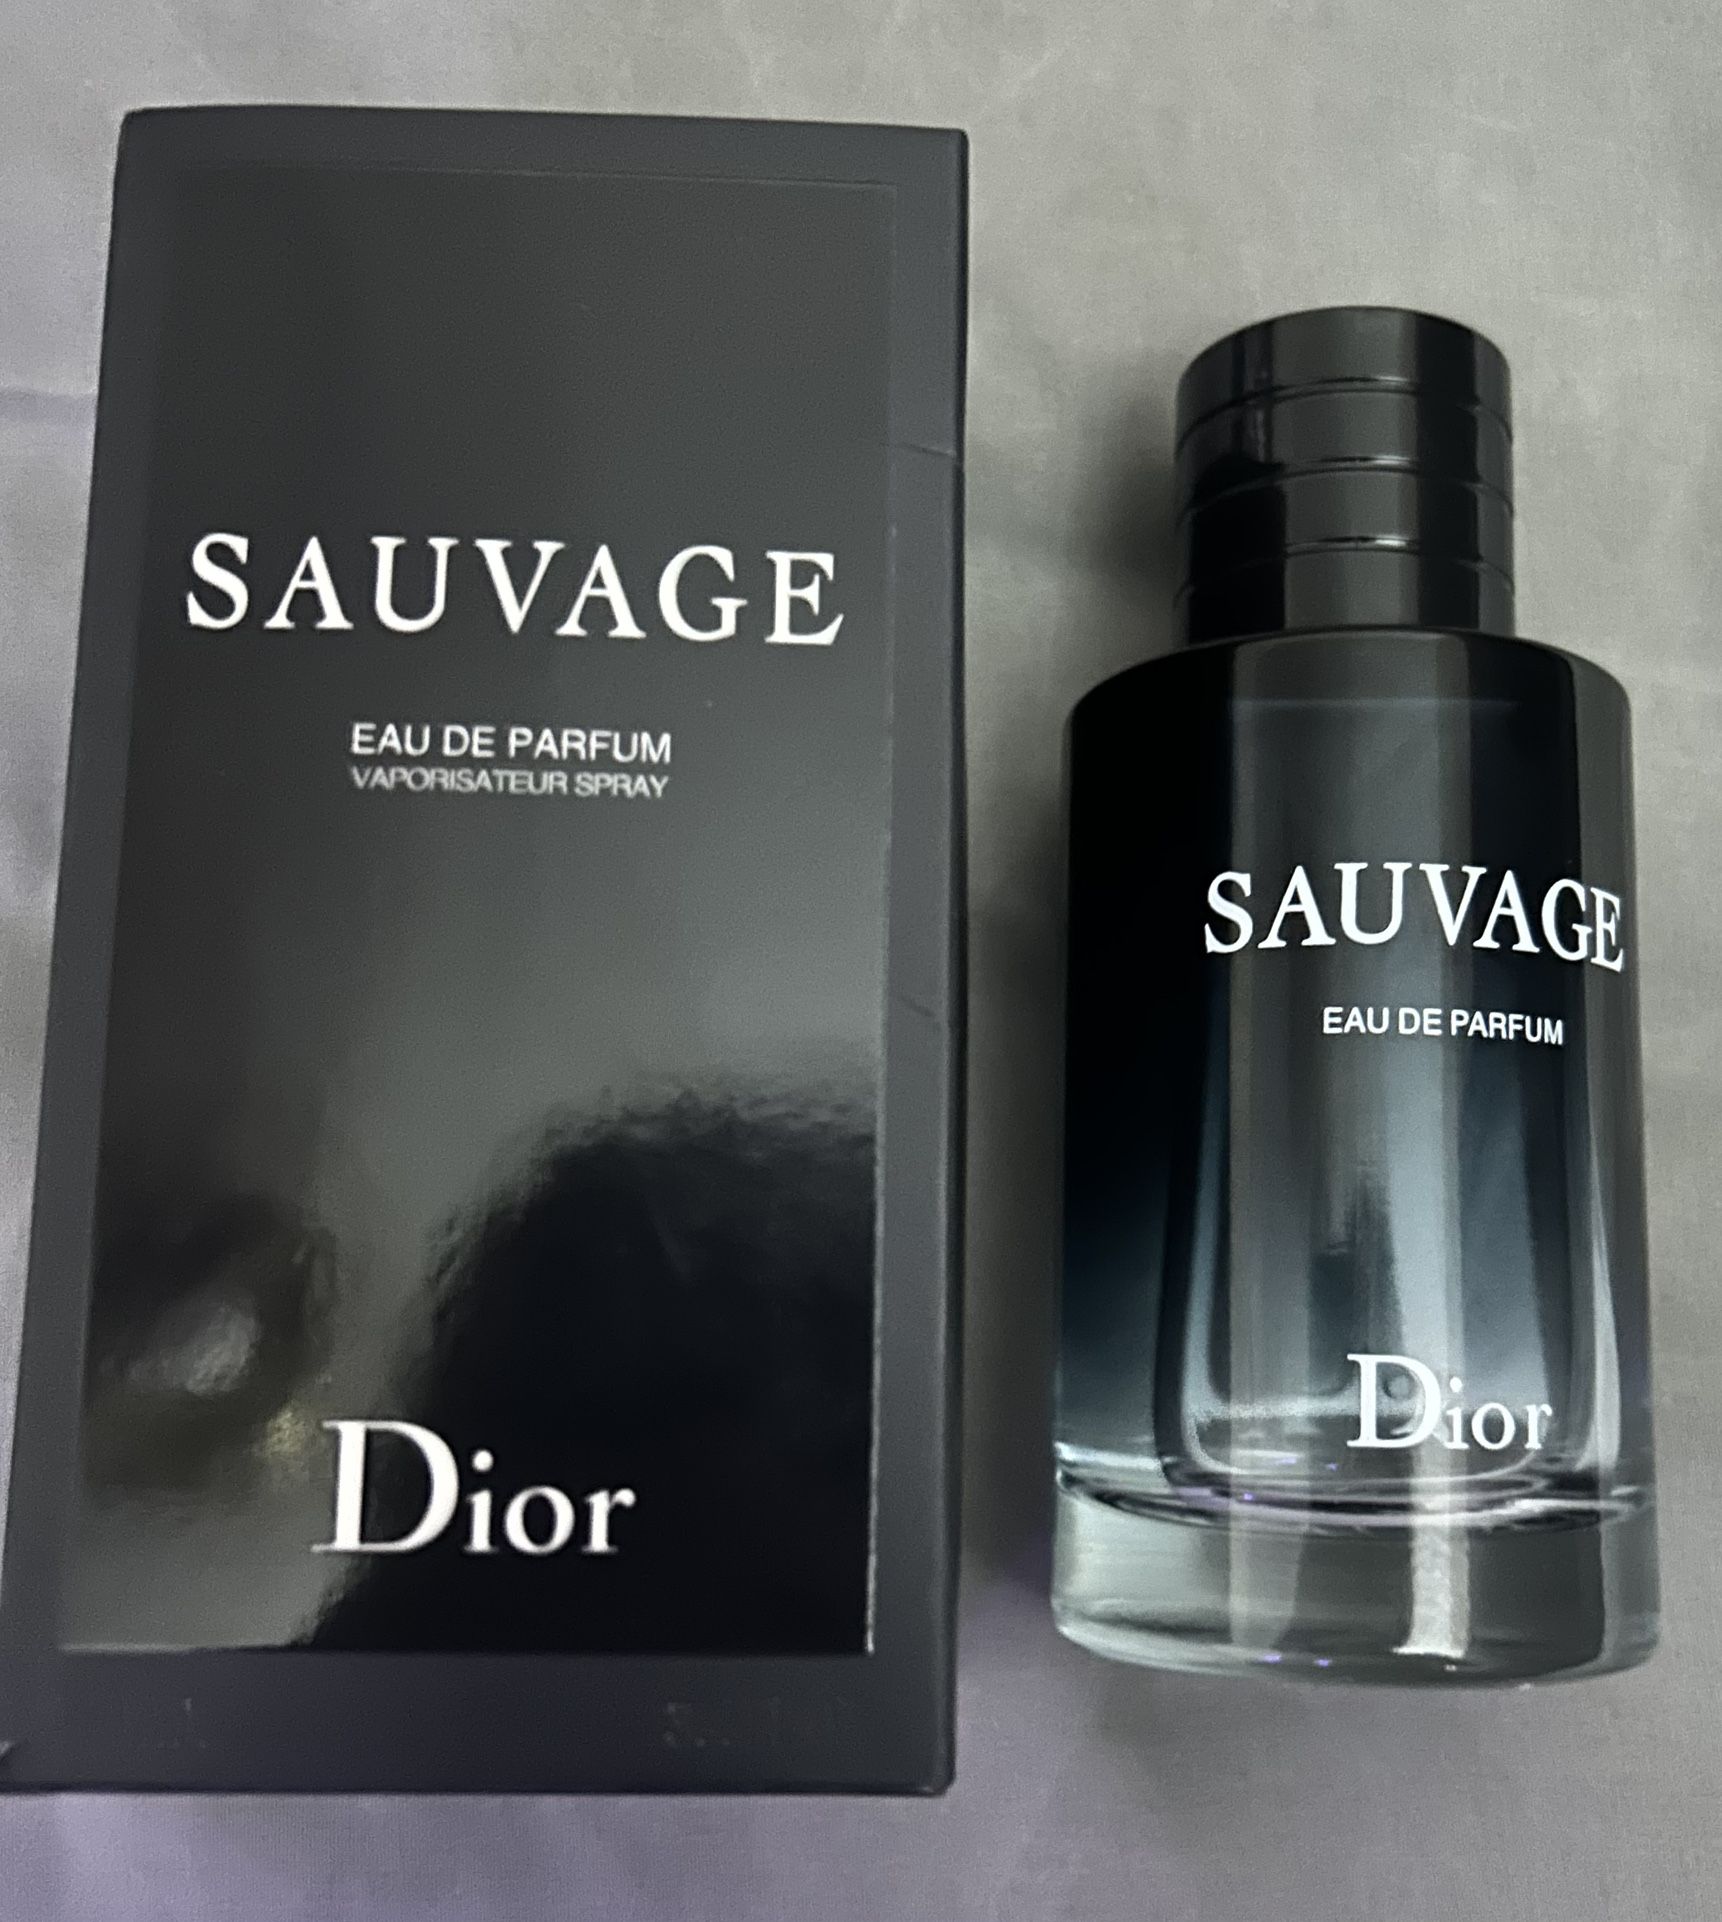 SAUVAGE
EAU DE PARFUM
VAPORISATEUR SPRAY
Dior
SAUVAGE
EAU DE PARFUM
Dior